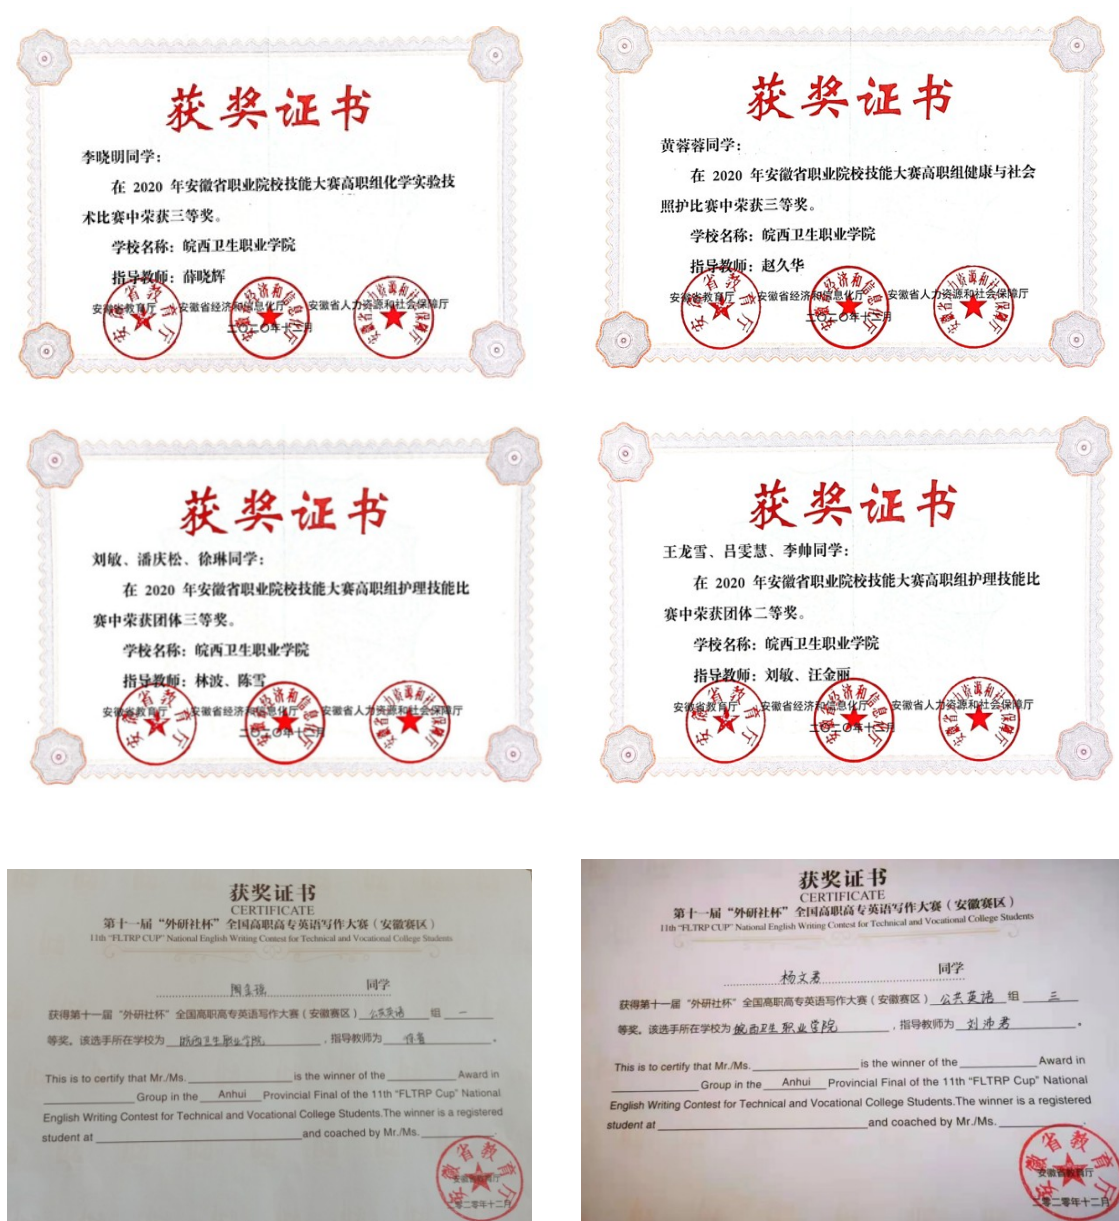 获奖证书
李晓明同学：
在 2020 年安徽省职业院校技能大赛高职组化学实验技
术比赛中荣获三等奖。
学校名称：皖西卫生职业学院
指导教师：薛晓辉
安徽省教育厅 安徽省经济和信息化厅 安徽省人力资源和社会保障厅
二〇二〇年十二月
获奖证书
黄蓉蓉同学：
在 2020 年安徽省职业院校技能大赛高职组健康与社会
照护比赛中荣获三等奖。
学校名称：皖西卫生职业学院
指导教师：赵久华
安徽省教育厅 安徽省经济和信息化厅 安徽省人力资源和社会保障厅
二〇二〇年十二月
获奖证书
刘敏、潘庆松、徐琳同学：
在 2020 年安徽省职业院校技能大赛高职组护理技能比
赛中荣获团体三等奖。
学校名称：皖西卫生职业学院
指导教师：林波、陈雪
安徽省教育厅 安徽省经济和信息化厅 安徽省人力资源和社会保障厅
二〇二〇年十二月
获奖证书
王龙雪、吕雯慧、李帅同学：
在 2020 年安徽省职业院校技能大赛高职组护理技能比
赛中荣获团体二等奖。
学校名称：皖西卫生职业学院
指导教师：刘敏、汪金丽
安徽省教育厅 安徽省经济和信息化厅 安徽省人力资源和社会保障厅
二〇二〇年十二月
获奖证书
CERTIFICATE
第十一届“外研社杯”全国高职高专英语写作大赛（安徽赛区）
11th “FLTRP CUP” National English Writing Contest for Technical and Vocational College Students
同学
获得第十一届“外研社杯”全国高职高专英语写作大赛（安徽赛区）公共英语 组 一
等奖。该选手所在学校为 皖西卫生职业学院，指导教师为 。
This is to certify that Mr./Ms. is the winner of the Award in
Group in the Anhui Provincial Final of the 11th “FLTRP Cup” National
English Writing Contest for Technical and Vocational College Students.The winner is a registered
student at and coached by Mr./Ms. .
安徽省教育厅
二零二零年十二月
获奖证书
CERTIFICATE
第十一届“外研社杯”全国高职高专英语写作大赛（安徽赛区）
11th “FLTRP CUP” National English Writing Contest for Technical and Vocational College Students
杨文君 同学
获得第十一届“外研社杯”全国高职高专英语写作大赛（安徽赛区）公共英语 组 三
等奖。该选手所在学校为 皖西卫生职业学院，指导教师为 刘沛君。
This is to certify that Mr./Ms. is the winner of the Award in
Group in the Anhui Provincial Final of the 11th “FLTRP Cup” National
English Writing Contest for Technical and Vocational College Students.The winner is a registered
student at and coached by Mr./Ms. .
安徽省教育厅
二零二零年十二月